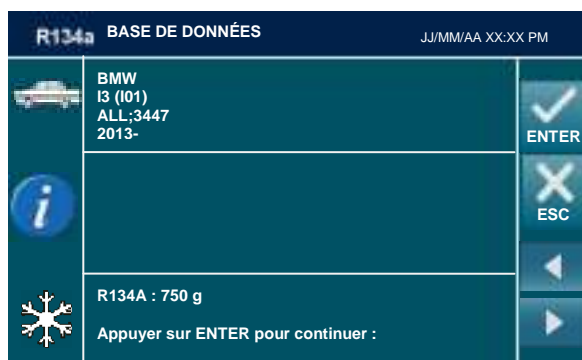 R134a BASE DE DONNÉES JJ/MM/AA XX:XX PM
BMW
I3 (I01)
ALL;3447
2013-
ENTER
i
ESC
R134A : 750 g
Appuyer sur ENTER pour continuer :